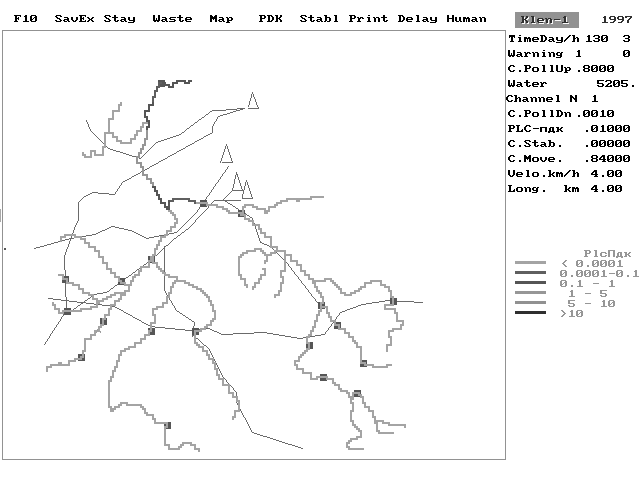 F10 SavEx Stay Waste Map PDK Stabl Print Delay Human Klen-1 1997
TimeDay/h 130 3
Warning 1 0
C.PollUp .8000
Water 5205.
Channel N 1
C.PollDn .0010
PLC-пдк .01000
C.Stab. .00000
C.Move. .84000
Velo.km/h 4.00
Long. km 4.00
PlcПдк
< 0.0001
0.0001-0.1
0.1 - 1
1 - 5
5 - 10
>10